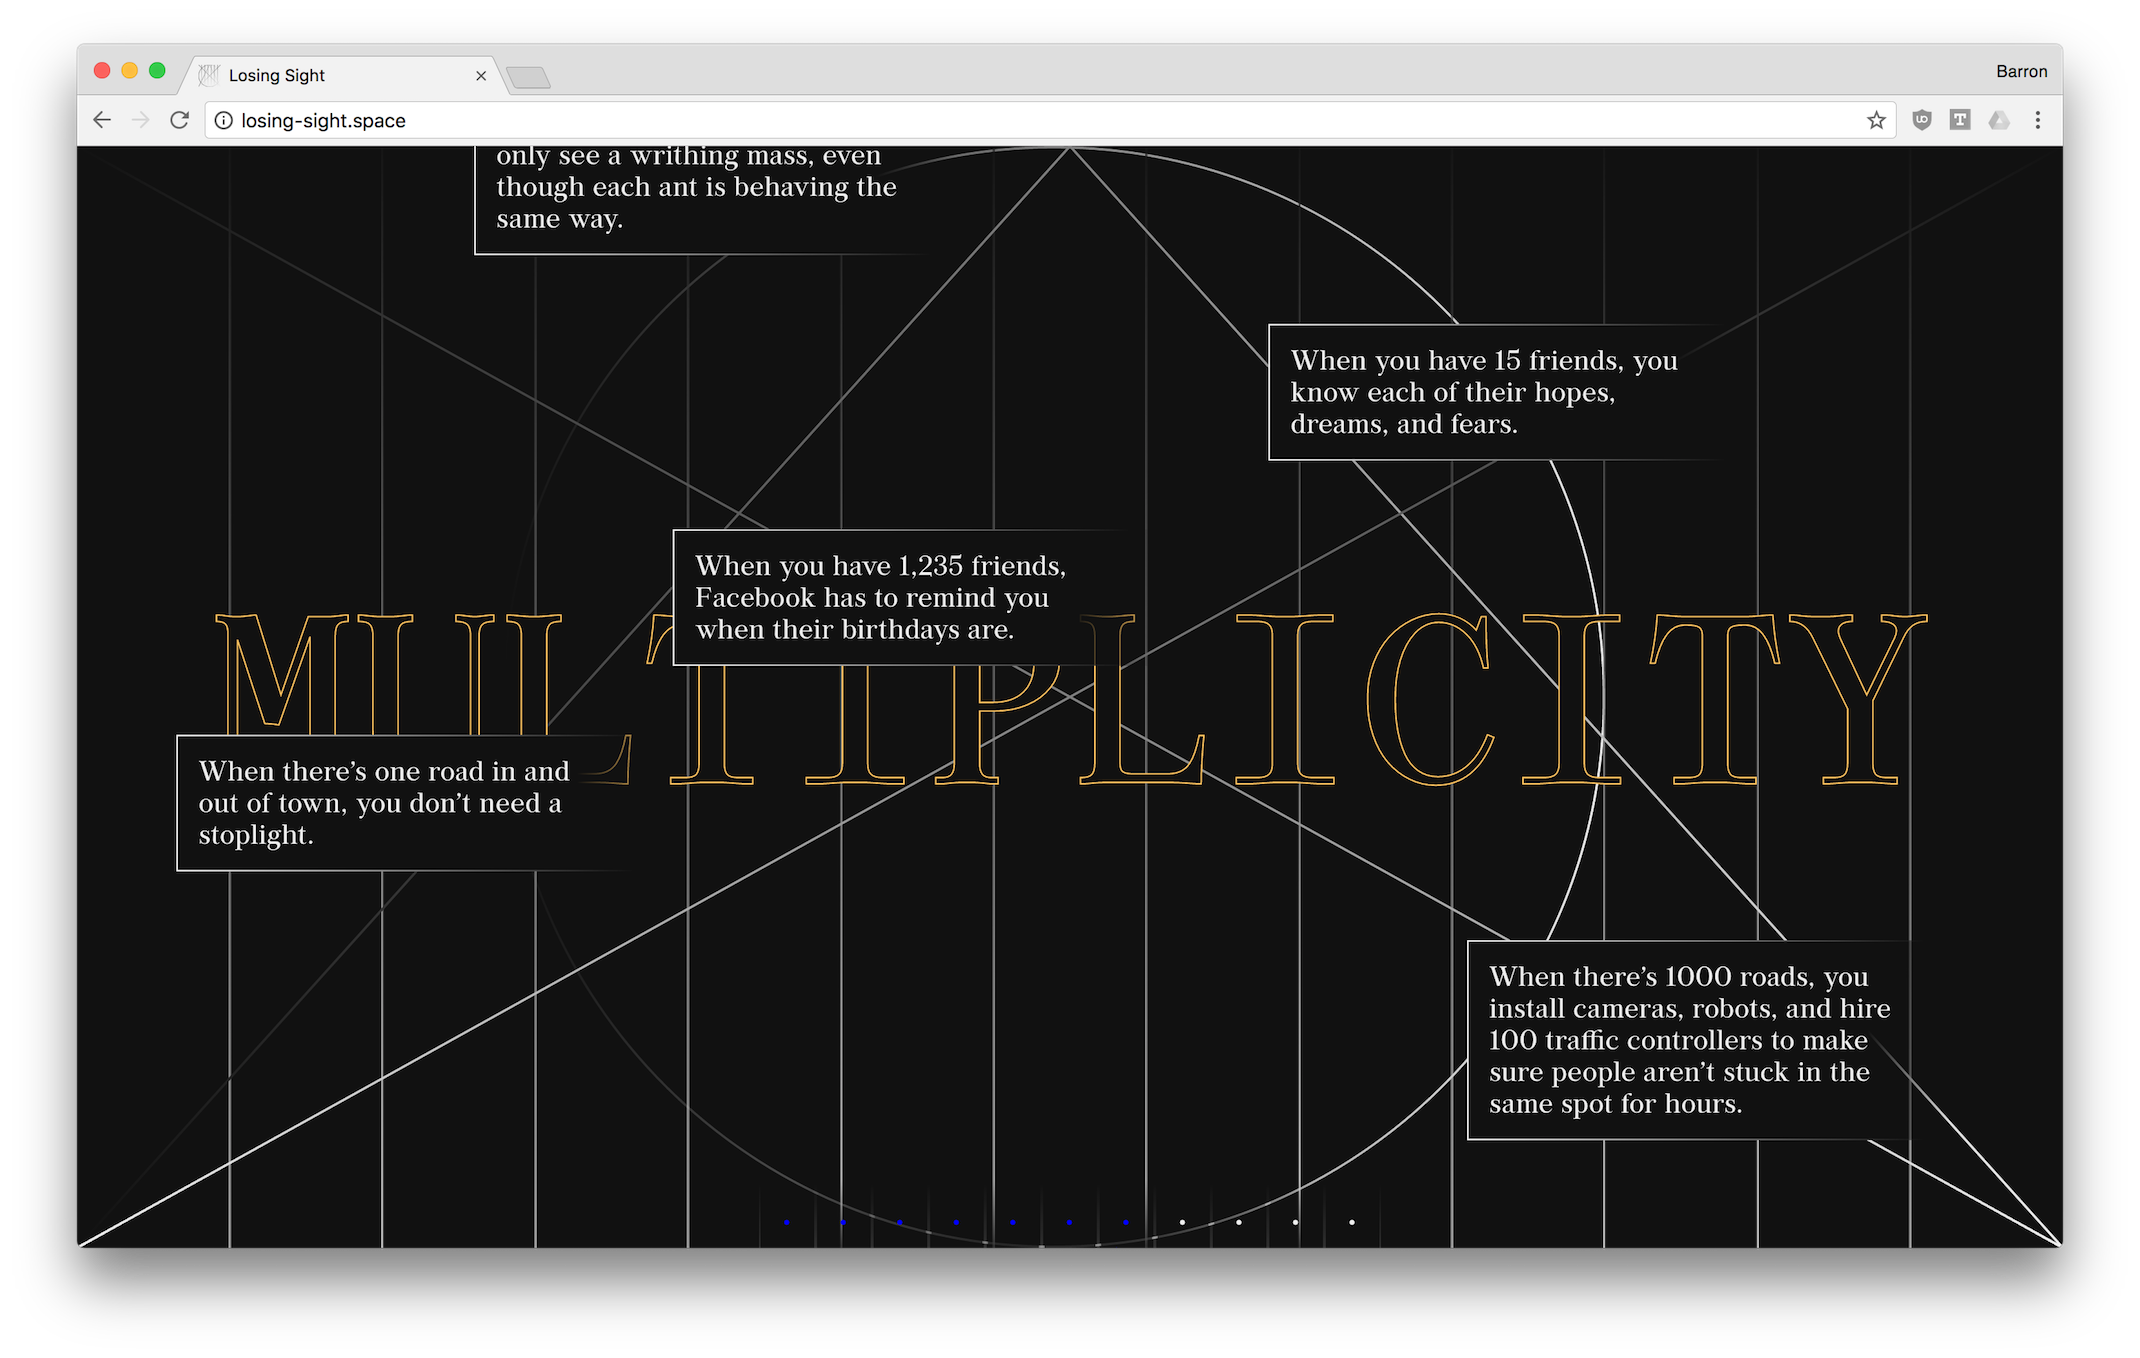 Losing Sight
Barron
losing-sight.space
only see a writhing mass, even
though each ant is behaving the
same way.
When you have 15 friends, you
know each of their hopes,
dreams, and fears.
When you have 1,235 friends,
Facebook has to remind you
when their birthdays are.
MULTIPLICITY
When there’s one road in and
out of town, you don’t need a
stoplight.
When there’s 1000 roads, you
install cameras, robots, and hire
100 traffic controllers to make
sure people aren’t stuck in the
same spot for hours.